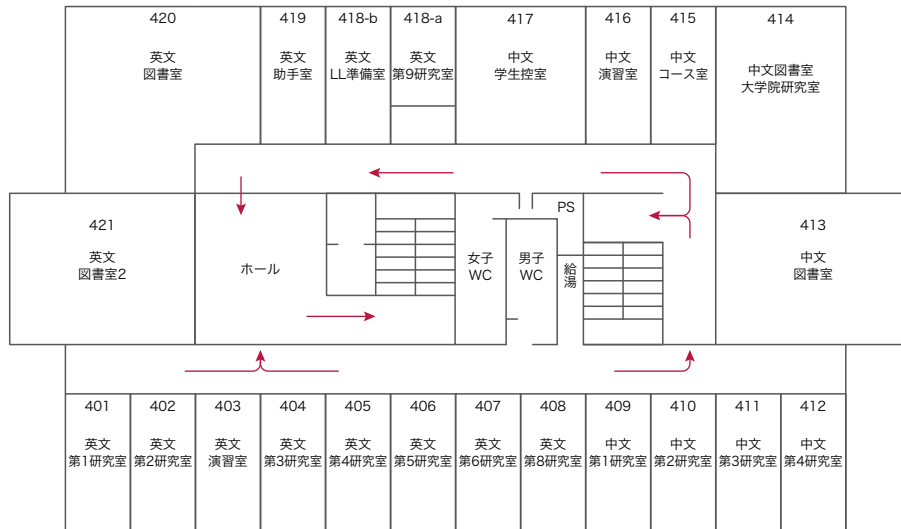 420
英文
図書室
419
英文
助手室
418-b
英文
LL準備室
418-a
英文
第9研究室
417
中文
学生控室
416
中文
演習室
415
中文
コース室
414
中文図書室
大学院研究室
421
英文
図書室2
ホール
女子
WC
男子
WC
PS
給湯
413
中文
図書室
401
英文
第1研究室
402
英文
第2研究室
403
英文
演習室
404
英文
第3研究室
405
英文
第4研究室
406
英文
第5研究室
407
英文
第6研究室
408
英文
第8研究室
409
中文
第1研究室
410
中文
第2研究室
411
中文
第3研究室
412
中文
第4研究室